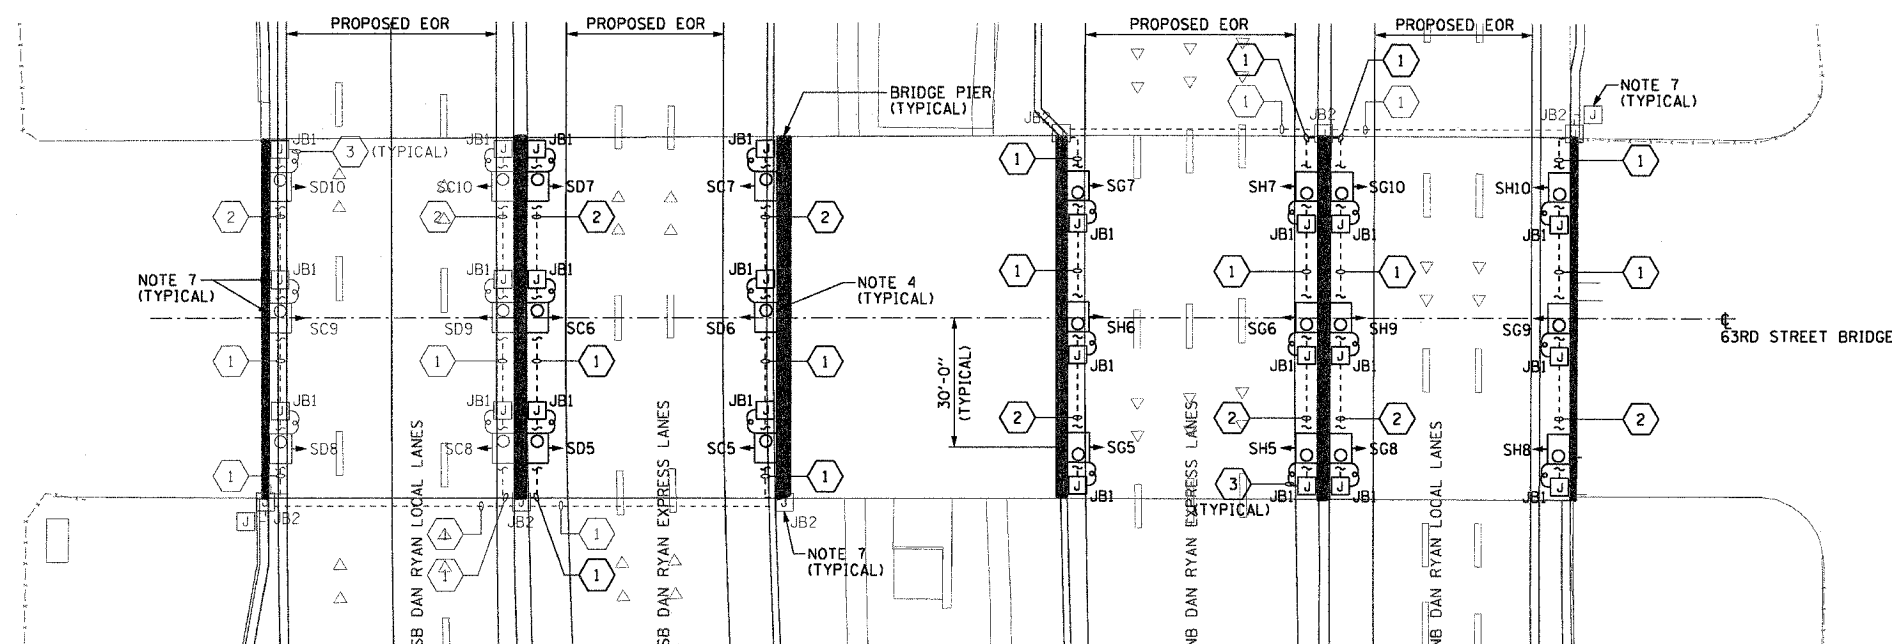 PROPOSED EOR
PROPOSED EOR
PROPOSED EOR
PROPOSED EOR
1
1
BRIDGE PIER
(TYPICAL)
NOTE 7
(TYPICAL)
1
1
J
JB2
JB2
JB2
JB1
JB1
JB1
JB1
3
(TYPICAL)
J
J
J
J
1
1
SD10
SC10
SD7
SC7
SG7
SH7
SG10
SH10
2
2
2
2
J
J
J
J
JB1
JB1
JB1
JB1
JB1
JB1
JB1
JB1
J
J
J
J
1
1
1
1
NOTE 7
(TYPICAL)
NOTE 4
(TYPICAL)
SC9
SD9
SC6
SD6
SH6
SG6
SH9
SG9
63RD STREET BRIDGE
1
1
1
1
J
J
J
J
JB1
JB1
JB1
JB1
30'-0"
(TYPICAL)
JB1
JB1
JB1
JB1
J
J
J
J
2
2
2
2
SD8
SC8
SD5
SC5
SG5
SH5
SG8
SH8
1
1
3
(TYPICAL)
J
J
J
J
JB1
JB1
JB1
JB1
J
J
J
J
JB2
JB2
JB2
1
1
1
1
NOTE 7
(TYPICAL)
SB DAN RYAN LOCAL LANES
SB DAN RYAN EXPRESS LANES
NB DAN RYAN EXPRESS LANES
NB DAN RYAN LOCAL LANES